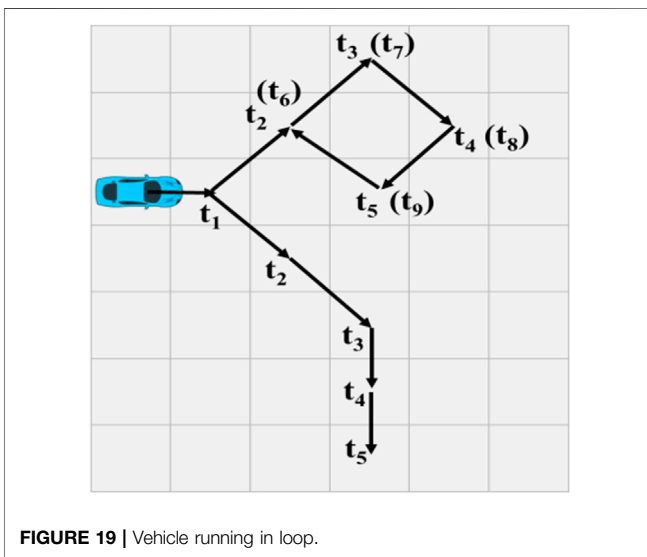 t₃ (t₇)
(t₆)
t₂
t₄ (t₈)
t₅ (t₉)
t₁
t₂
t₃
t₄
t₅
FIGURE 19 | Vehicle running in loop.